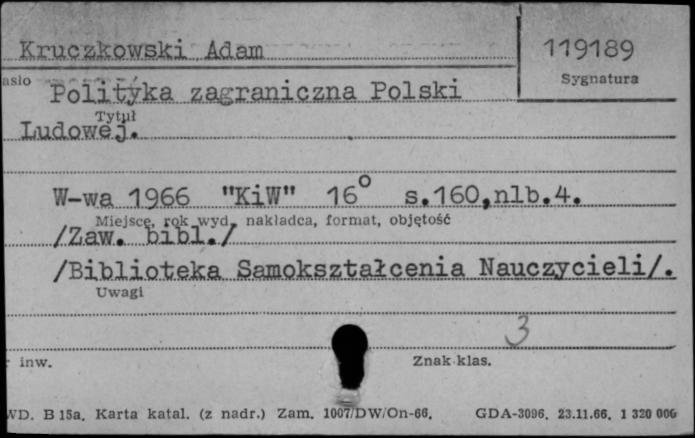 Kruczkowski Adam
119189
asło
Sygnatura
Polityka zagraniczna Polski
Tytuł
Ludowej.
W-wa 1966 "KiW" 16° s.160,nlb.4.
Miejsce, rok wyd., nakładca, format, objętość
/Zaw. bibl./
/Biblioteka Samokształcenia Nauczycieli/.
Uwagi
3
r inw.
Znak klas.
WD. B 15a. Karta katal. (z nadr.) Zam. 1007/DW/On-66. GDA-3096. 23.11.66. 1 320 000